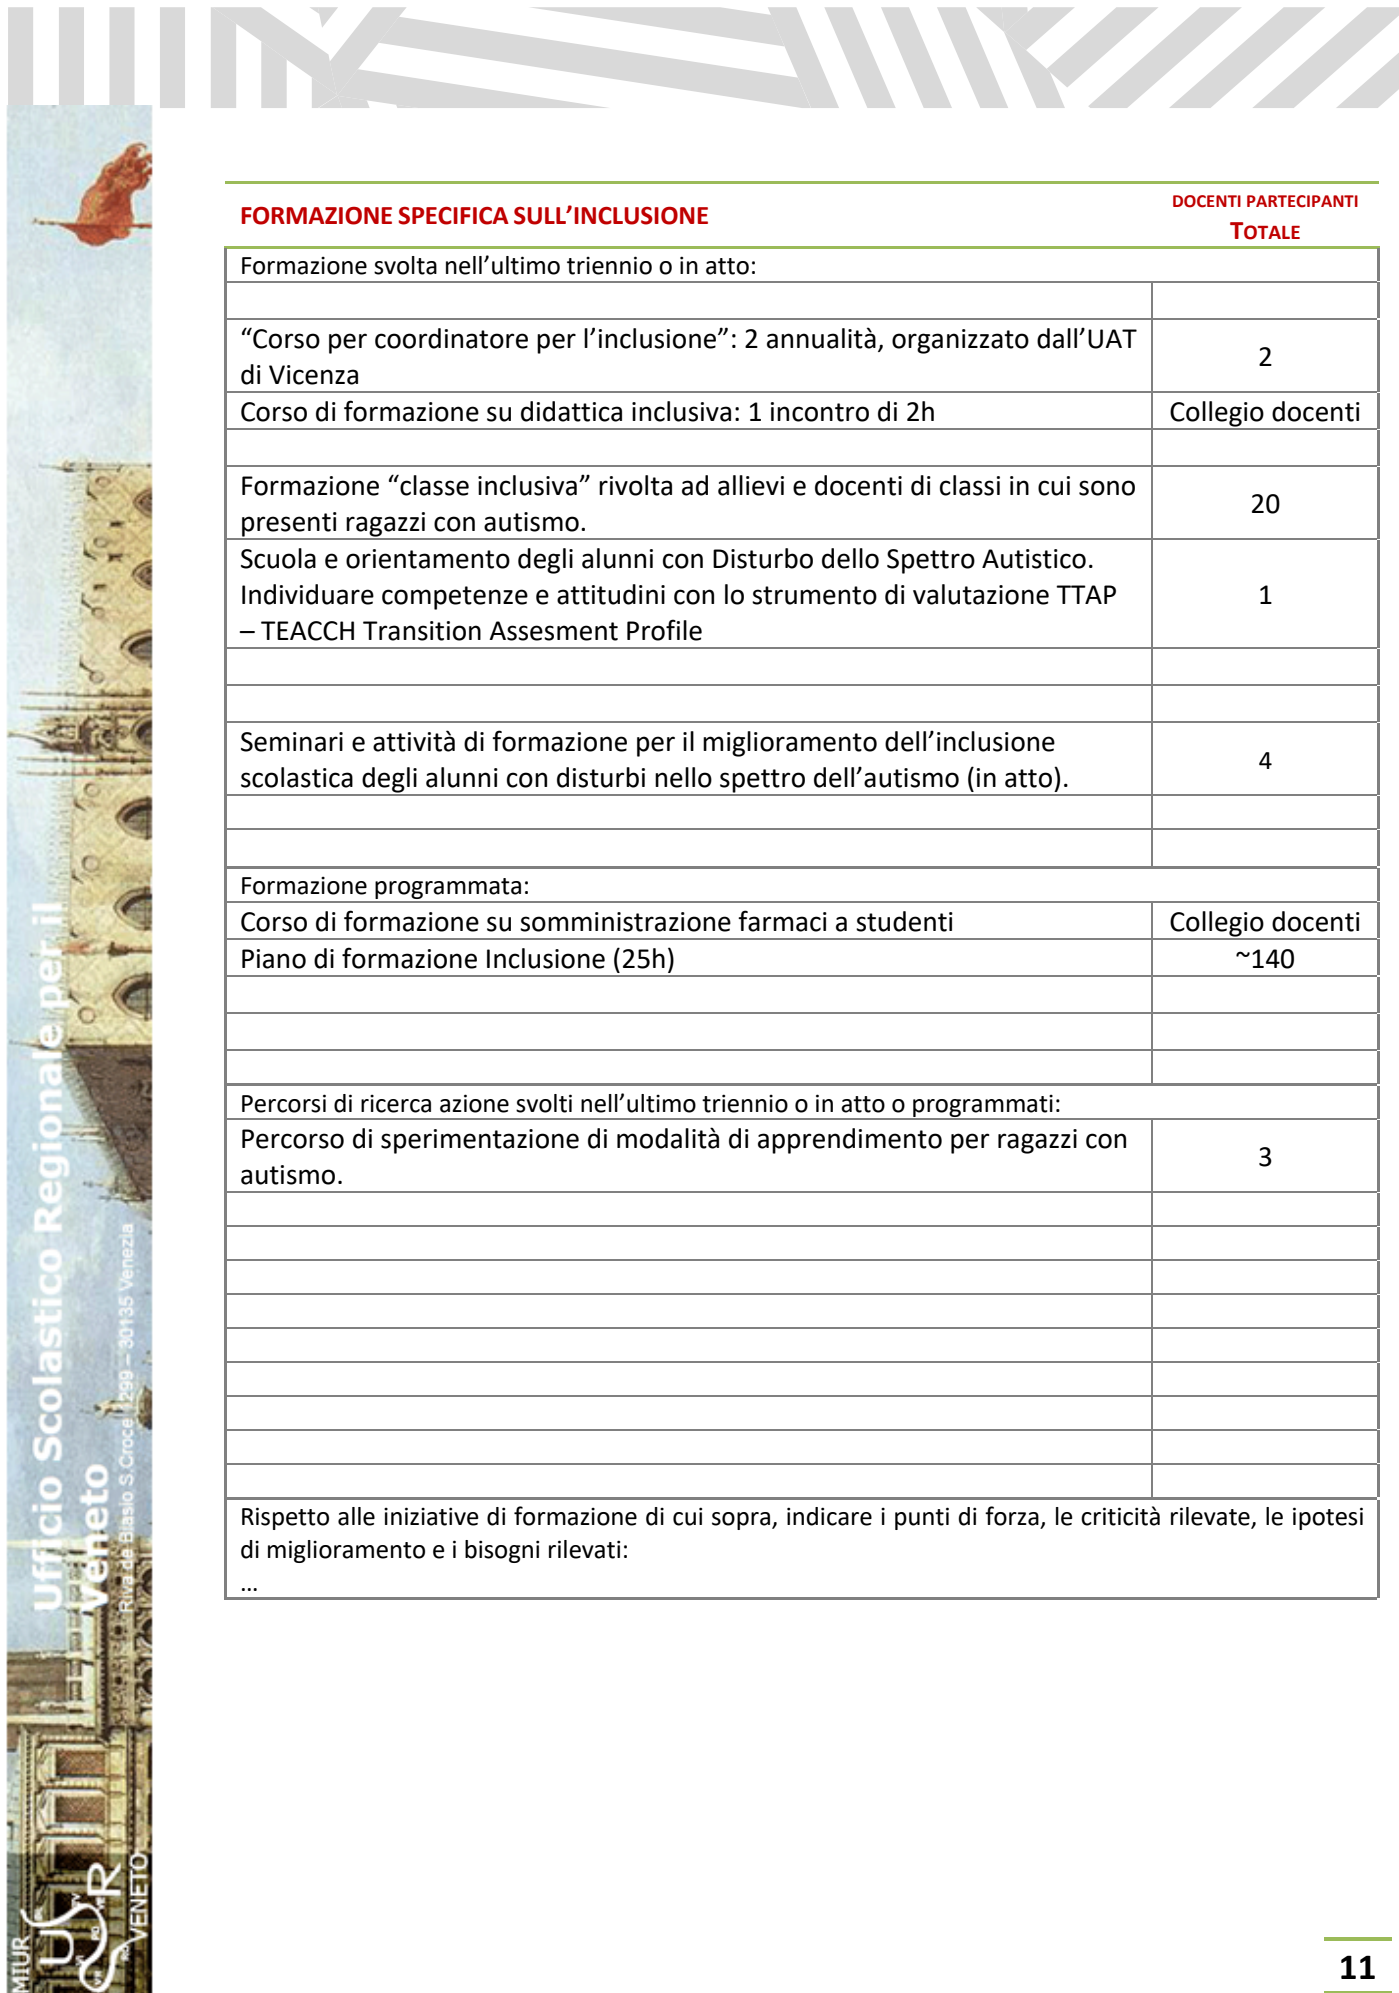 FORMAZIONE SPECIFICA SULL’INCLUSIONE
DOCENTI PARTECIPANTI
TOTALE
Formazione svolta nell’ultimo triennio o in atto:
“Corso per coordinatore per l’inclusione”: 2 annualità, organizzato dall’UAT
di Vicenza
2
Corso di formazione su didattica inclusiva: 1 incontro di 2h
Collegio docenti
Formazione “classe inclusiva” rivolta ad allievi e docenti di classi in cui sono
presenti ragazzi con autismo.
20
Scuola e orientamento degli alunni con Disturbo dello Spettro Autistico.
Individuare competenze e attitudini con lo strumento di valutazione TTAP
– TEACCH Transition Assesment Profile
1
Seminari e attività di formazione per il miglioramento dell’inclusione
scolastica degli alunni con disturbi nello spettro dell’autismo (in atto).
4
Formazione programmata:
Corso di formazione su somministrazione farmaci a studenti
Collegio docenti
Piano di formazione Inclusione (25h)
~140
Percorsi di ricerca azione svolti nell’ultimo triennio o in atto o programmati:
Percorso di sperimentazione di modalità di apprendimento per ragazzi con
autismo.
3
Rispetto alle iniziative di formazione di cui sopra, indicare i punti di forza, le criticità rilevate, le ipotesi
di miglioramento e i bisogni rilevati:
…
Ufficio Scolastico Regionale per il
Veneto
Riva de Biasio S.Croce 1299 – 30135 Venezia
MIUR
USR
VENETO
11